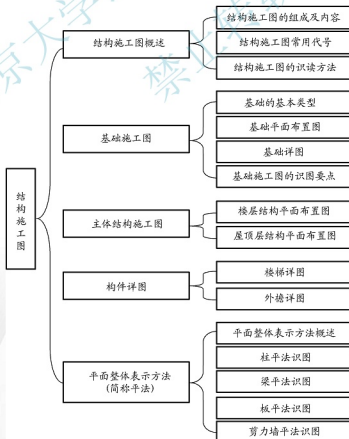 京大学
禁止转
结构施工图
结构施工图概述
结构施工图的组成及内容
结构施工图常用代号
结构施工图的识读方法
基础施工图
基础的基本类型
基础平面布置图
基础详图
基础施工图的识图要点
主体结构施工图
楼层结构平面布置图
屋顶层结构平面布置图
构件详图
楼梯详图
外墙详图
平面整体表示方法
(简称平法)
平面整体表示方法概述
柱平法识图
梁平法识图
板平法识图
剪力墙平法识图